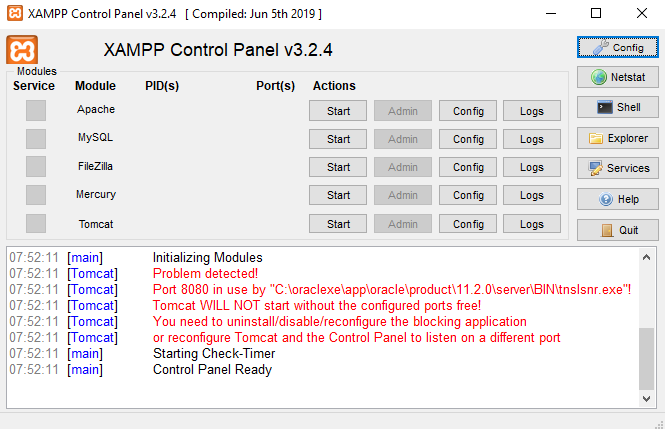 XAMPP Control Panel v3.2.4 [ Compiled: Jun 5th 2019 ]
XAMPP Control Panel v3.2.4
Config
Modules
Service Module PID(s) Port(s) Actions
Netstat
Apache Start Admin Config Logs
Shell
MySQL Start Admin Config Logs
Explorer
FileZilla Start Admin Config Logs
Services
Mercury Start Admin Config Logs
Help
Tomcat Start Admin Config Logs
Quit
07:52:11 [main] Initializing Modules
07:52:11 [Tomcat] Problem detected!
07:52:11 [Tomcat] Port 8080 in use by "C:\oraclexe\app\oracle\product\11.2.0\server\BIN\tnslsnr.exe"!
07:52:11 [Tomcat] Tomcat WILL NOT start without the configured ports free!
07:52:11 [Tomcat] You need to uninstall/disable/reconfigure the blocking application
07:52:11 [Tomcat] or reconfigure Tomcat and the Control Panel to listen on a different port
07:52:11 [main] Starting Check-Timer
07:52:11 [main] Control Panel Ready